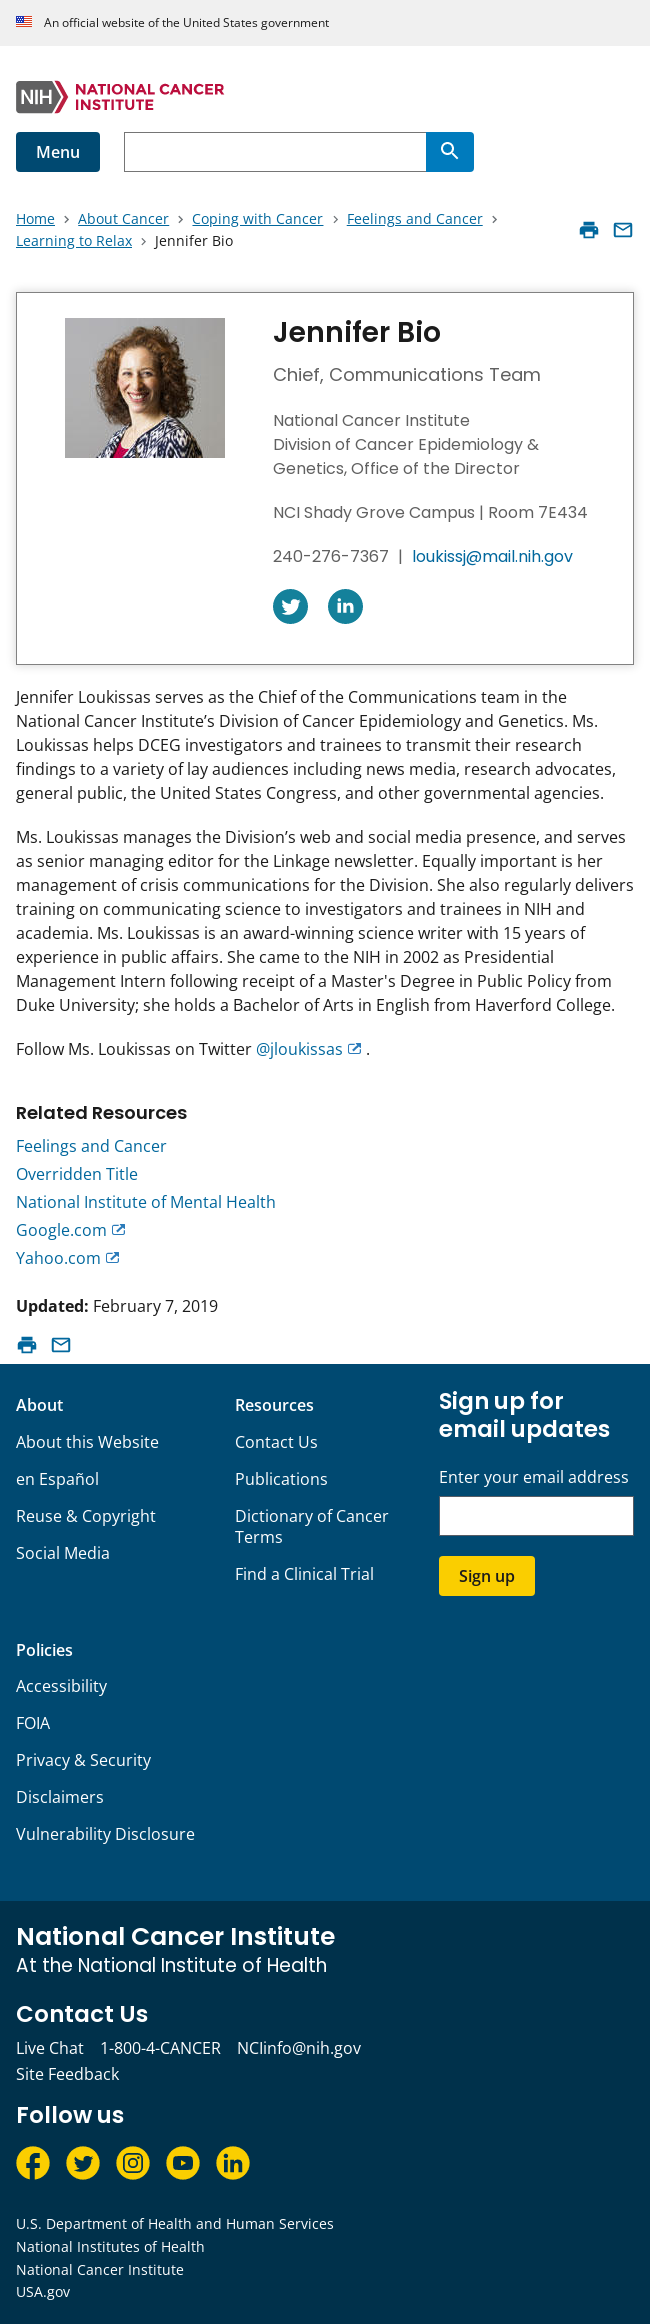 An official website of the United States government
NIH NATIONAL CANCER
INSTITUTE
Menu
Home > About Cancer > Coping with Cancer > Feelings and Cancer >
Learning to Relax > Jennifer Bio
Jennifer Bio
Chief, Communications Team
National Cancer Institute
Division of Cancer Epidemiology &
Genetics, Office of the Director
NCI Shady Grove Campus | Room 7E434
240-276-7367 | loukissj@mail.nih.gov
Jennifer Loukissas serves as the Chief of the Communications team in the
National Cancer Institute’s Division of Cancer Epidemiology and Genetics. Ms.
Loukissas helps DCEG investigators and trainees to transmit their research
findings to a variety of lay audiences including news media, research advocates,
general public, the United States Congress, and other governmental agencies.
Ms. Loukissas manages the Division’s web and social media presence, and serves
as senior managing editor for the Linkage newsletter. Equally important is her
management of crisis communications for the Division. She also regularly delivers
training on communicating science to investigators and trainees in NIH and
academia. Ms. Loukissas is an award-winning science writer with 15 years of
experience in public affairs. She came to the NIH in 2002 as Presidential
Management Intern following receipt of a Master's Degree in Public Policy from
Duke University; she holds a Bachelor of Arts in English from Haverford College.
Follow Ms. Loukissas on Twitter @jloukissas .
Related Resources
Feelings and Cancer
Overridden Title
National Institute of Mental Health
Google.com
Yahoo.com
Updated: February 7, 2019
About
About this Website
en Español
Reuse & Copyright
Social Media
Resources
Contact Us
Publications
Dictionary of Cancer
Terms
Find a Clinical Trial
Sign up for
email updates
Enter your email address
Sign up
Policies
Accessibility
FOIA
Privacy & Security
Disclaimers
Vulnerability Disclosure
National Cancer Institute
At the National Institute of Health
Contact Us
Live Chat 1-800-4-CANCER NCIinfo@nih.gov
Site Feedback
Follow us
U.S. Department of Health and Human Services
National Institutes of Health
National Cancer Institute
USA.gov